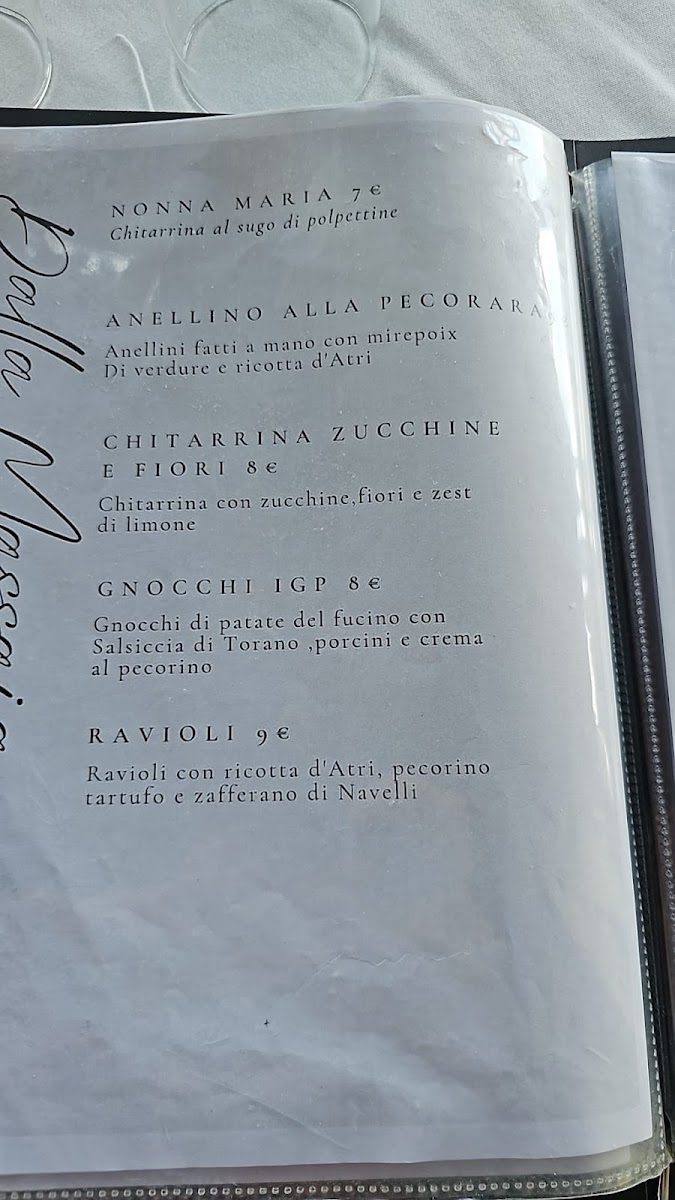 Dalla
NONNA MARIA 7€
Chitarrina al sugo di polpettine
ANELLINO ALLA PECORARA
Anellini fatti a mano con mirepoix
Di verdure e ricotta d'Atri
CHITARRINA ZUCCHINE
E FIORI 8€
Chitarrina con zucchine,fiori e zest
di limone
GNOCCHI IGP 8€
Gnocchi di patate del fucino con
Salsiccia di Torano ,porcini e crema
al pecorino
RAVIOLI 9€
Ravioli con ricotta d'Atri, pecorino
tartufo e zafferano di Navelli